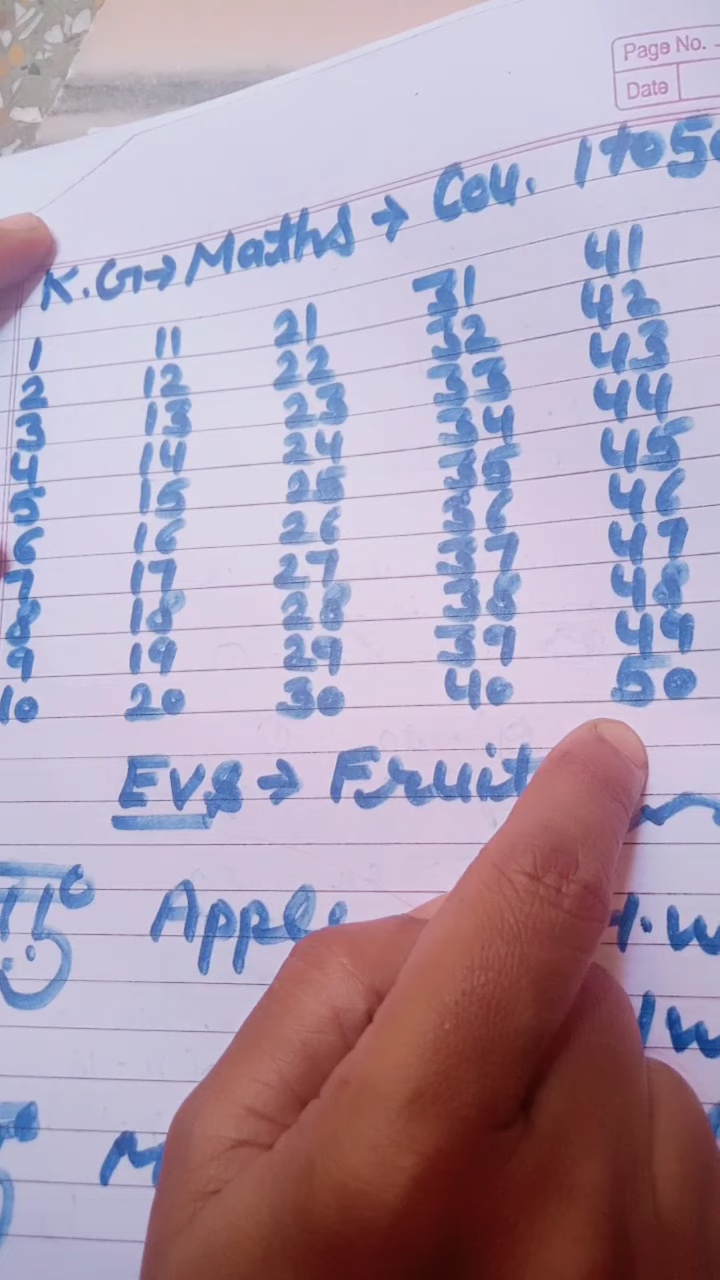 Page No.
Date
K.G→ Maths → Cou. 1 to 50
1 11 21 31 41
2 12 22 32 42
3 13 23 33 43
4 14 24 34 44
5 15 25 35 45
6 16 26 36 46
7 17 27 37 47
8 18 28 38 48
9 19 29 39 49
10 20 30 40 50
EVS → Fruit
Apple H.W